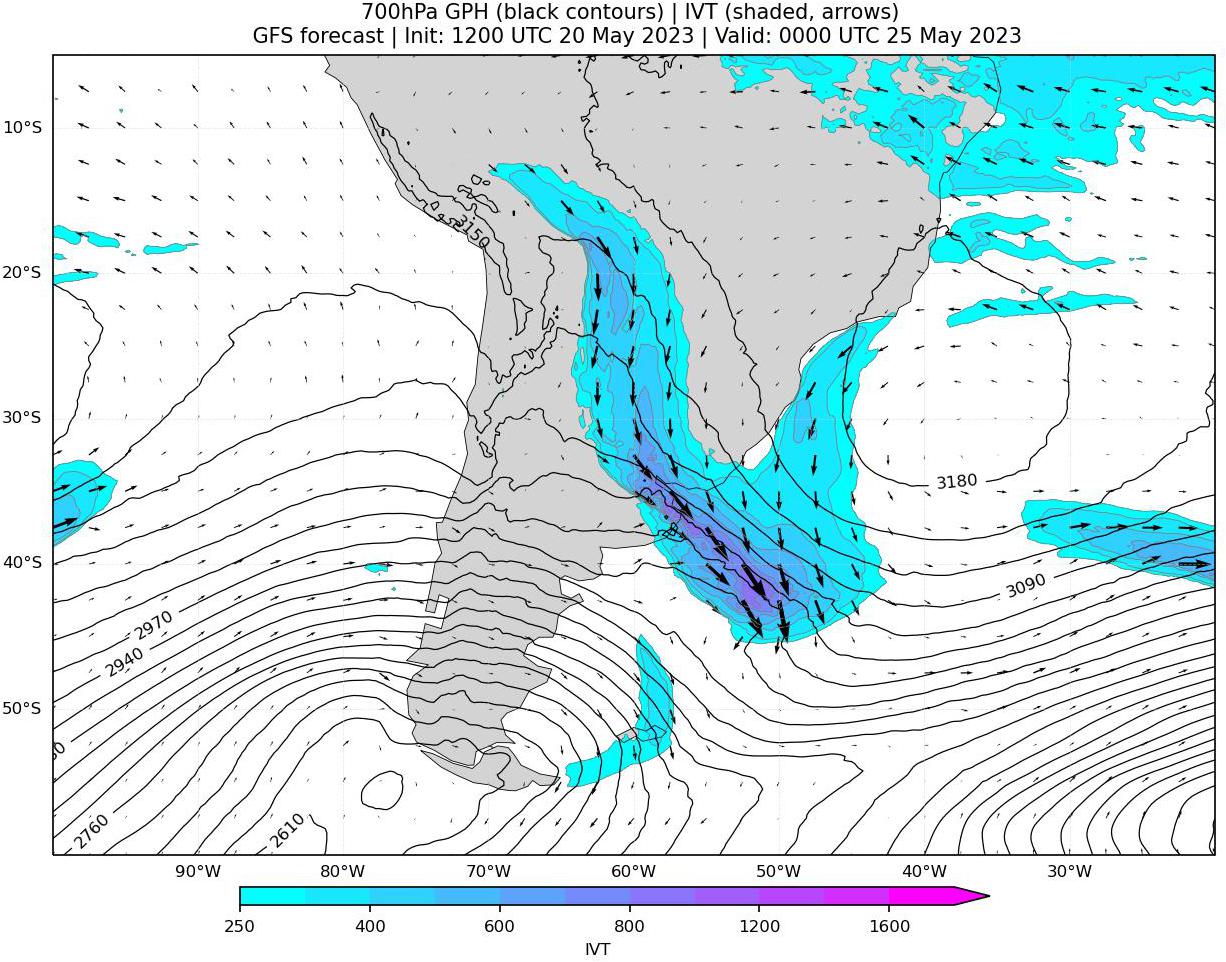 700hPa GPH (black contours) | IVT (shaded, arrows)
GFS forecast | Init: 1200 UTC 20 May 2023 | Valid: 0000 UTC 25 May 2023
10°S
3150
20°S
30°S
3180
40°S
3090
2970
2940
50°S
2760
2610
90°W 80°W 70°W 60°W 50°W 40°W 30°W
250 400 600 800 1200 1600
IVT